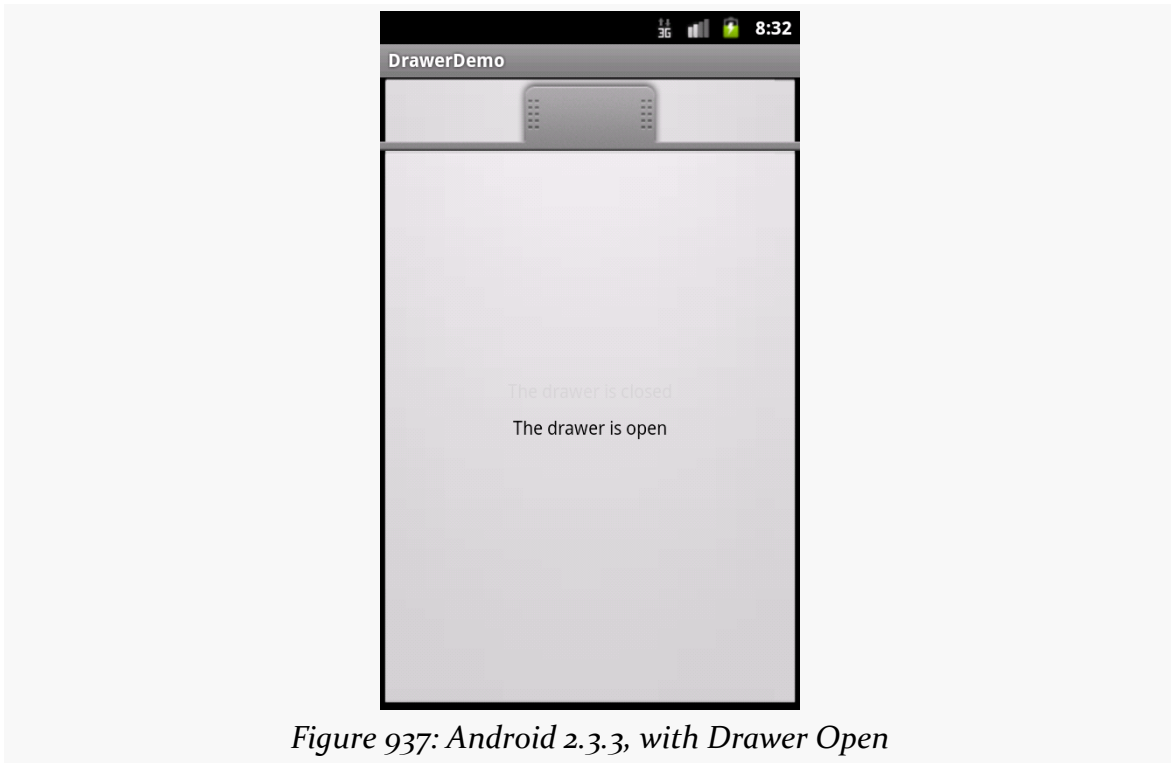 3G 8:32
DrawerDemo
The drawer is closed
The drawer is open
Figure 937: Android 2.3.3, with Drawer Open